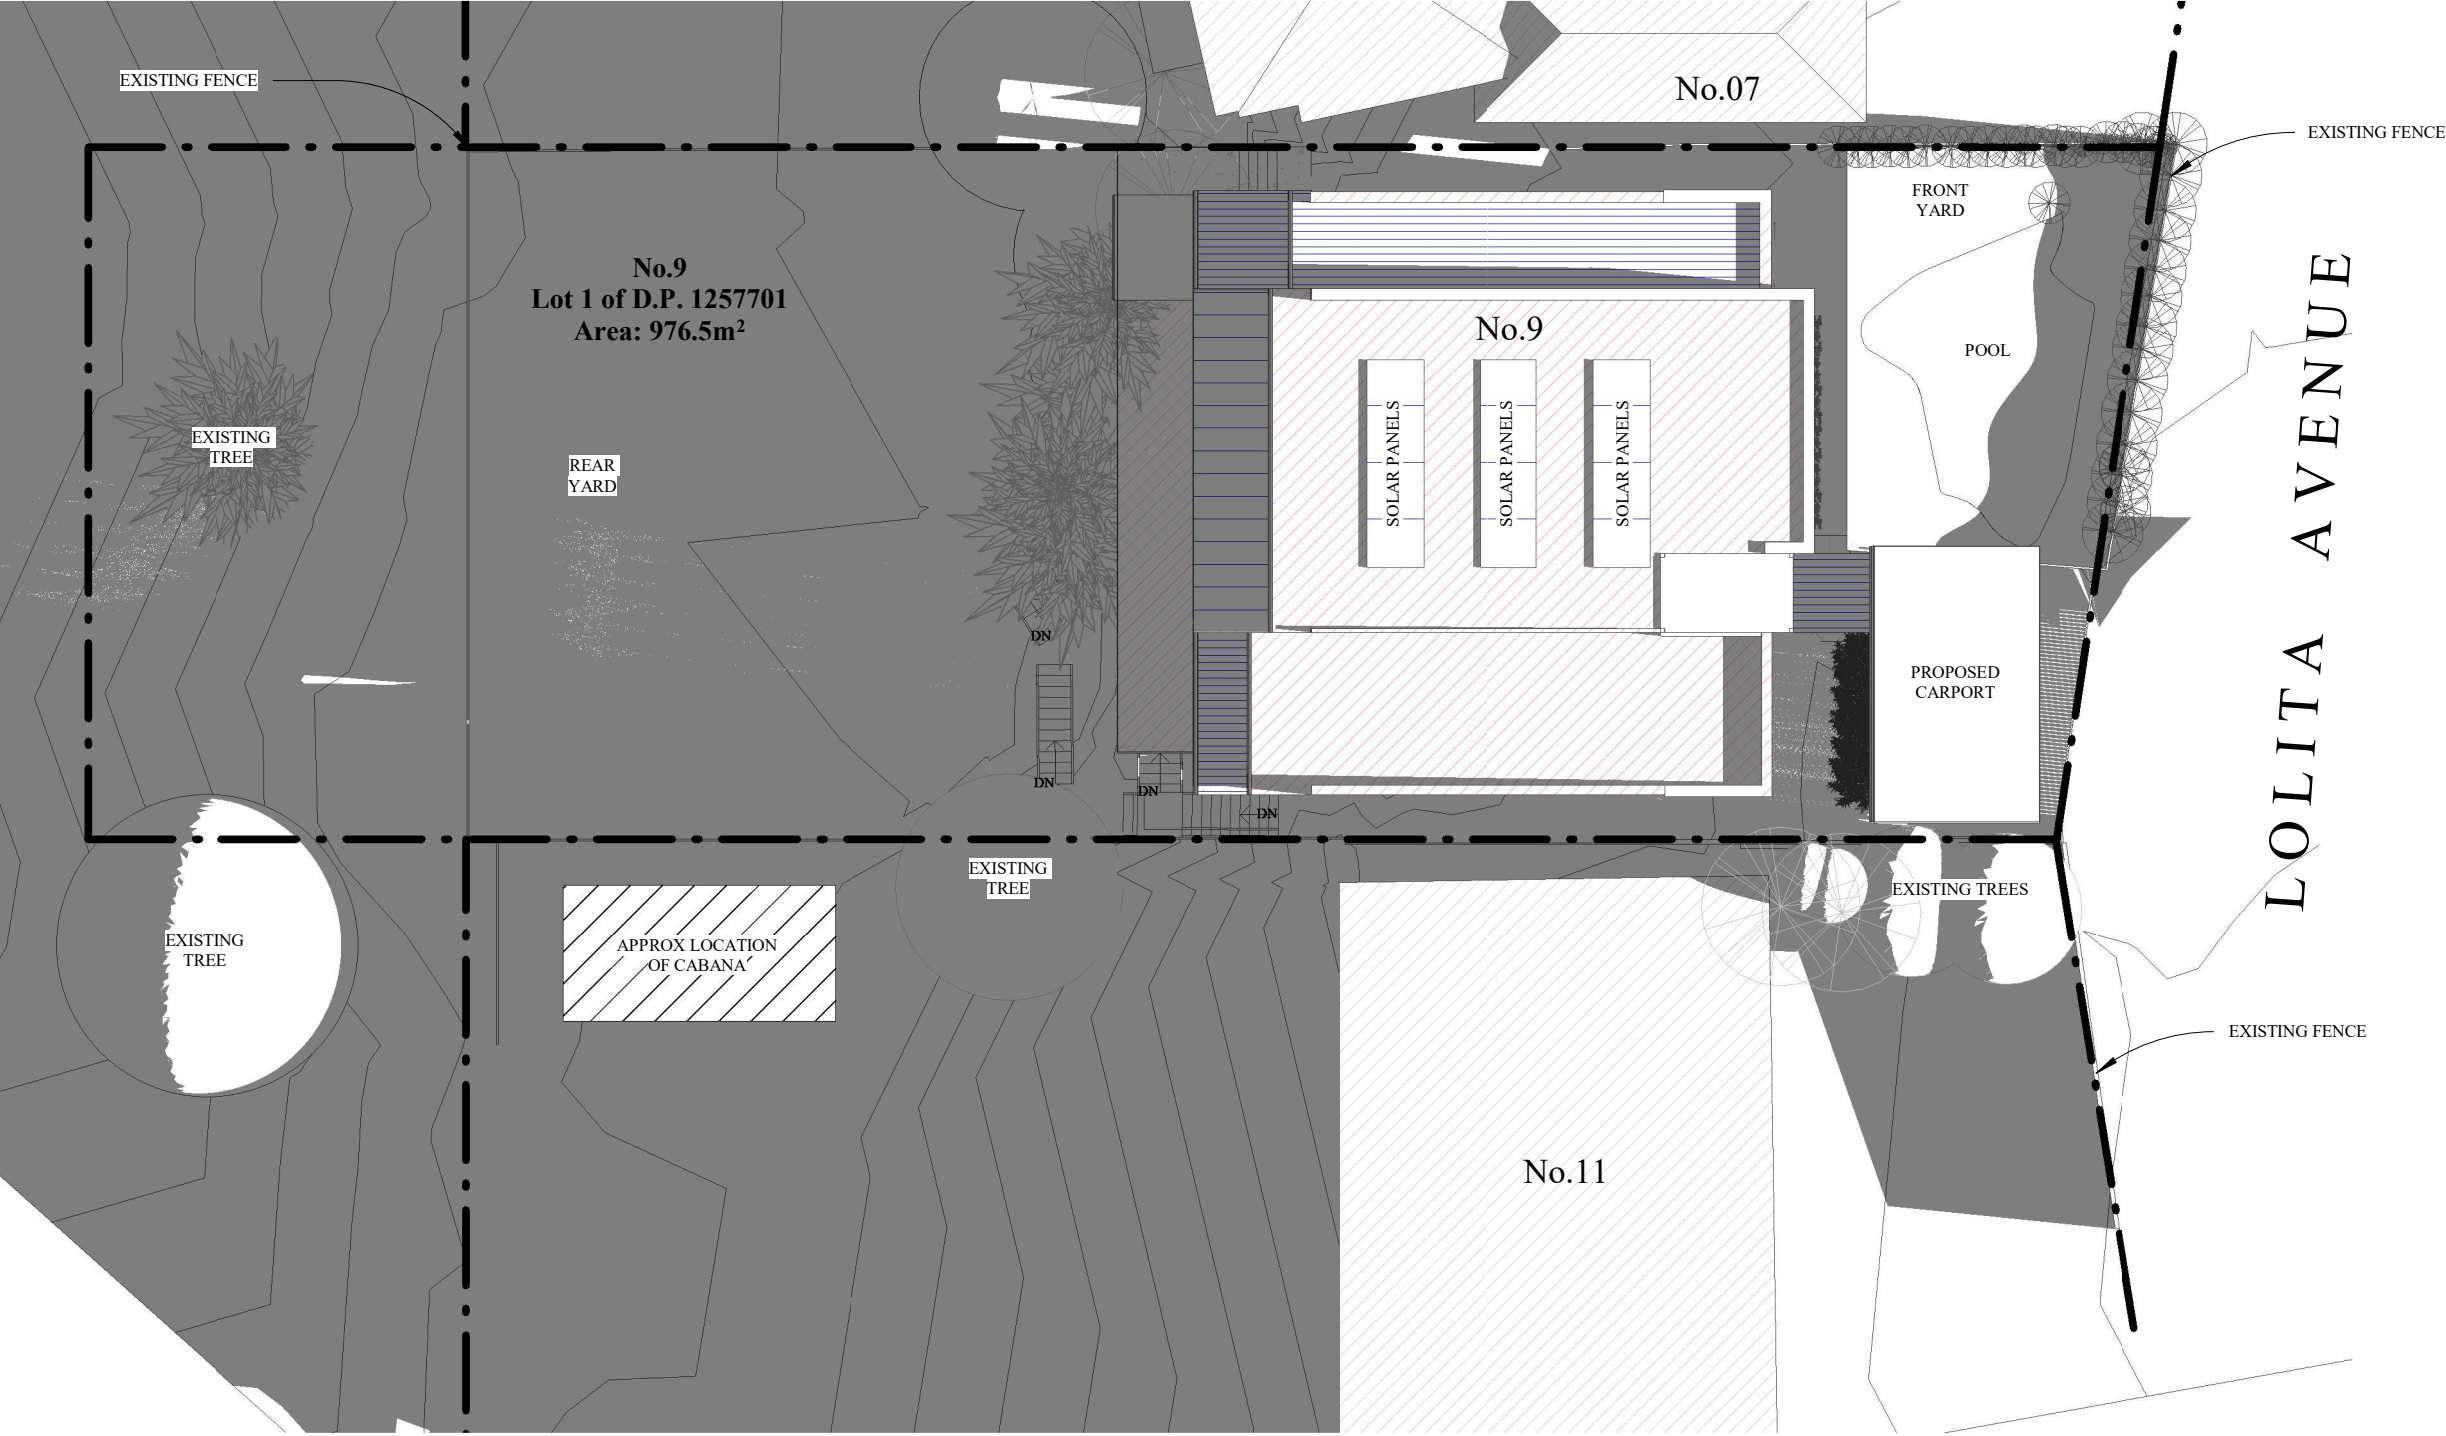 EXISTING FENCE
No.07
EXISTING FENCE
FRONT
YARD
No.9
Lot 1 of D.P. 1257701
Area: 976.5m²
No.9
POOL
LOLITA AVENUE
EXISTING
TREE
REAR
YARD
SOLAR PANELS
SOLAR PANELS
SOLAR PANELS
DN
PROPOSED
CARPORT
DN
DN
DN
EXISTING
TREE
EXISTING TREES
EXISTING
TREE
APPROX LOCATION
OF CABANA
EXISTING FENCE
No.11